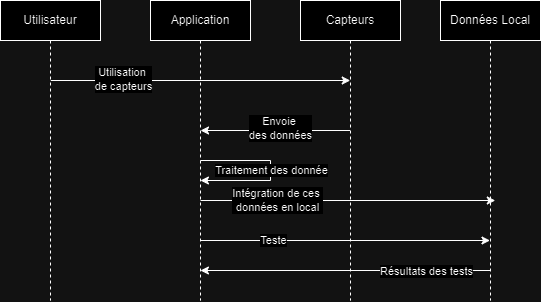 Utilisateur
Application
Capteurs
Données Local
Utilisation
de capteurs
Envoie
des données
Traitement des donnée
Intégration de ces
données en local
Teste
Résultats des tests